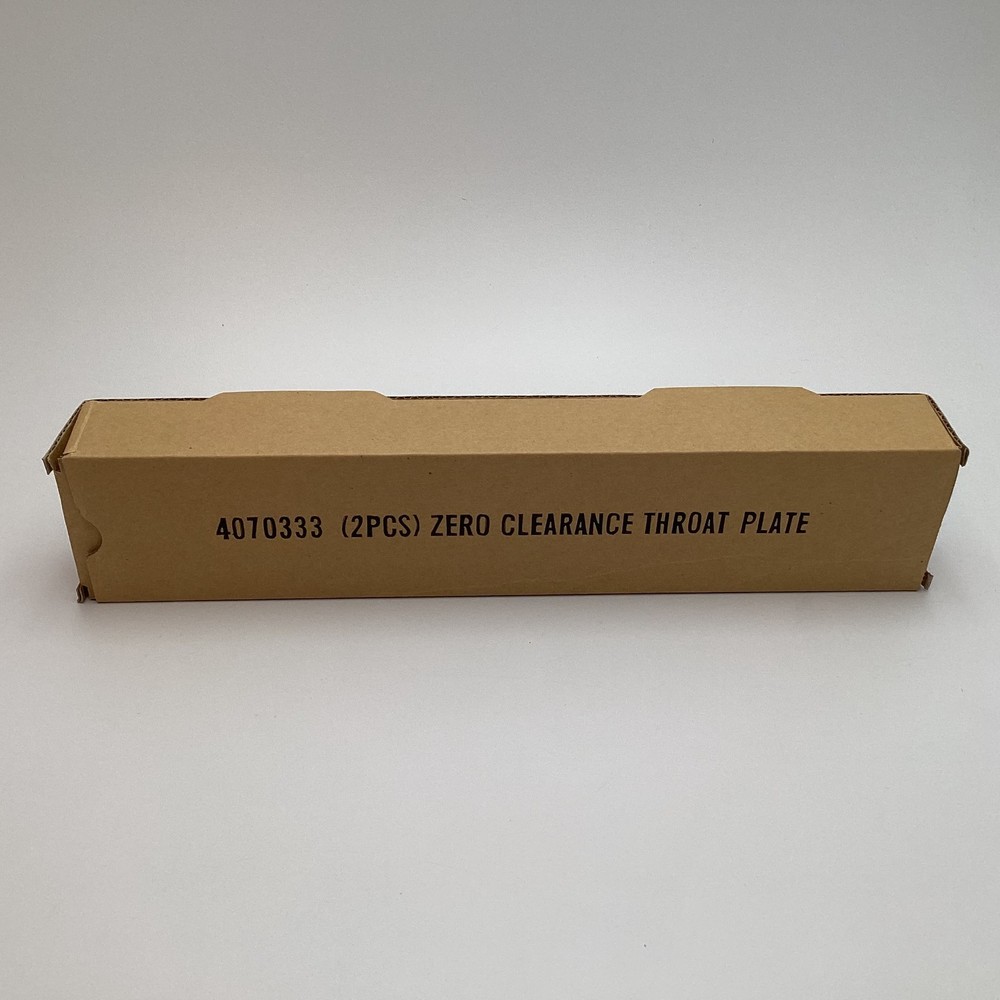 4070333 (2PCS) ZERO CLEARANCE THROAT PLATE